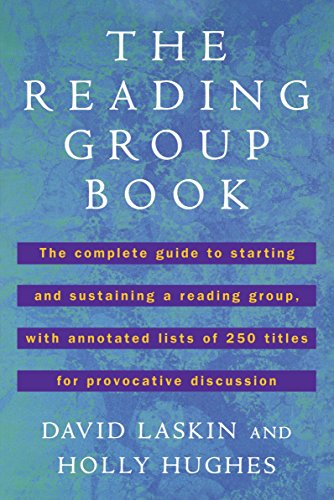 THE
READING
GROUP
BOOK
The complete guide to starting
and sustaining a reading group,
with annotated lists of 250 titles
for provocative discussion
DAVID LASKIN AND
HOLLY HUGHES